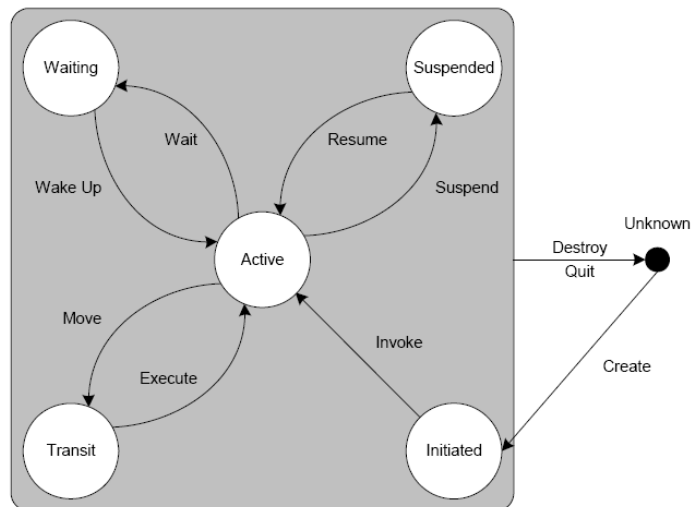 Waiting
Suspended
Wait
Resume
Wake Up
Suspend
Unknown
Active
Destroy
Quit
Move
Invoke
Execute
Create
Transit
Initiated